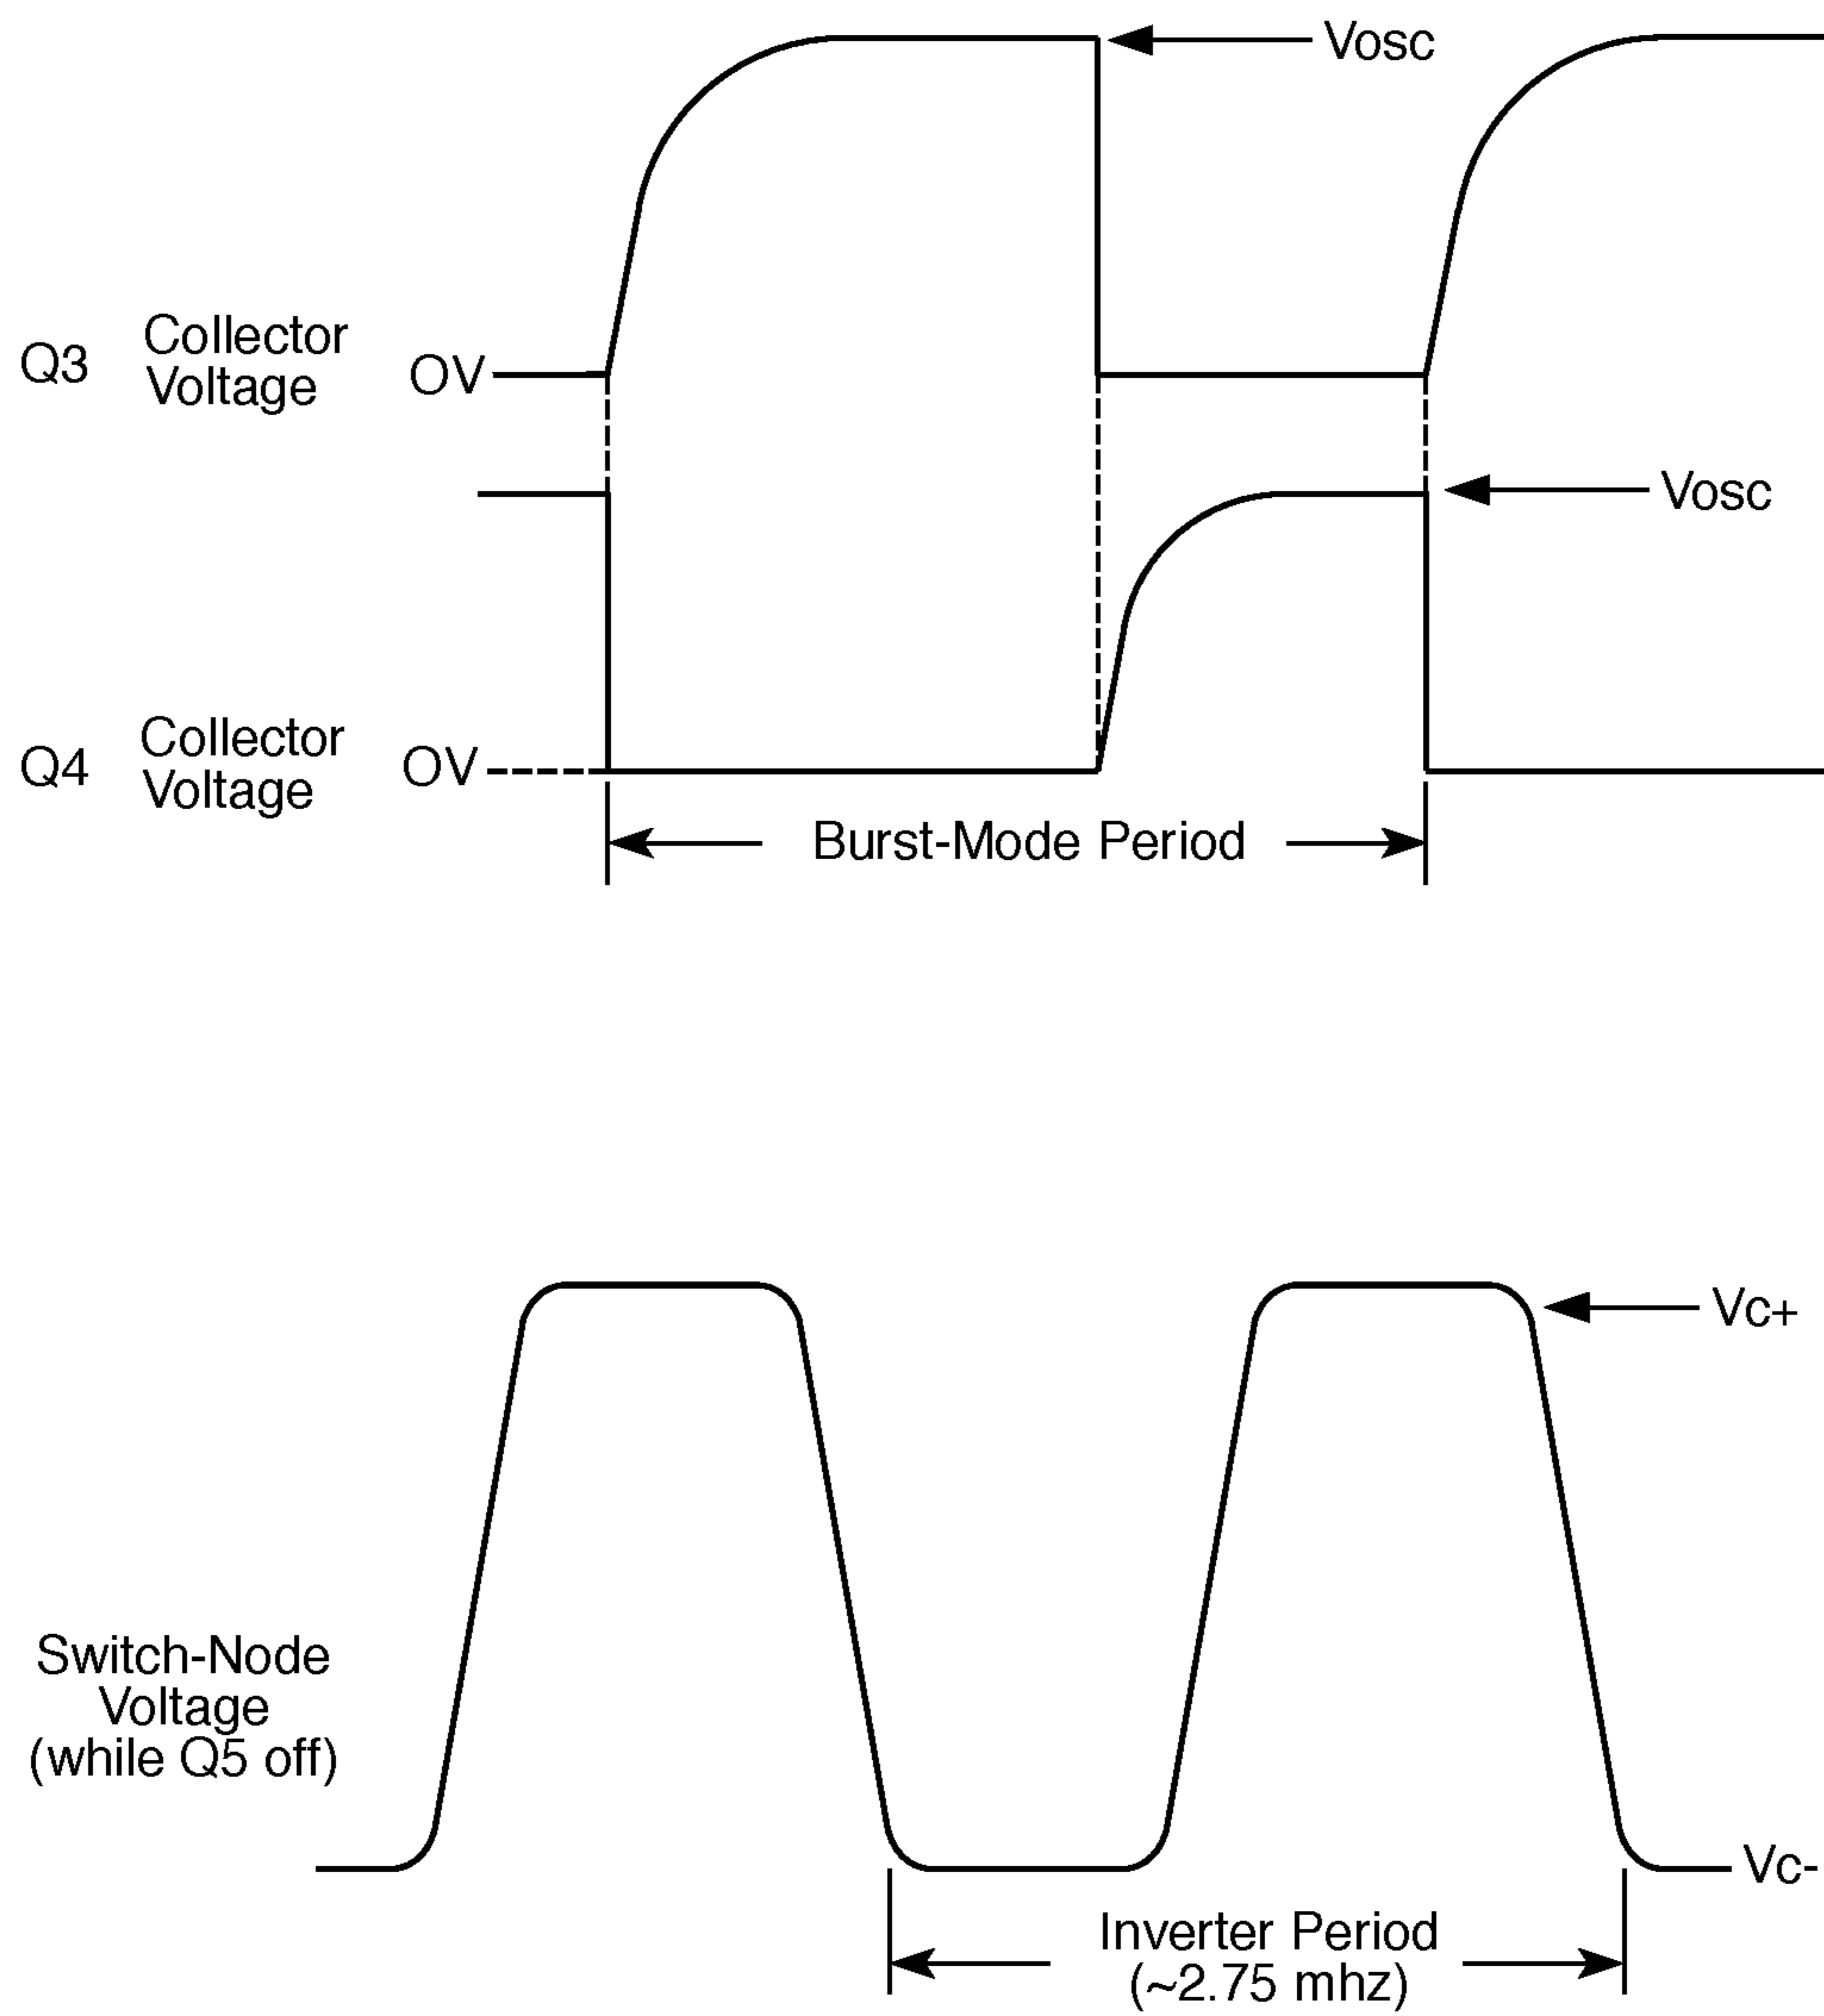 Vosc
Q3
Collector
Voltage
OV
Vosc
Q4
Collector
Voltage
OV
Burst-Mode Period
Vc+
Switch-Node
Voltage
(while Q5 off)
Vc-
Inverter Period
(~2.75 mhz)